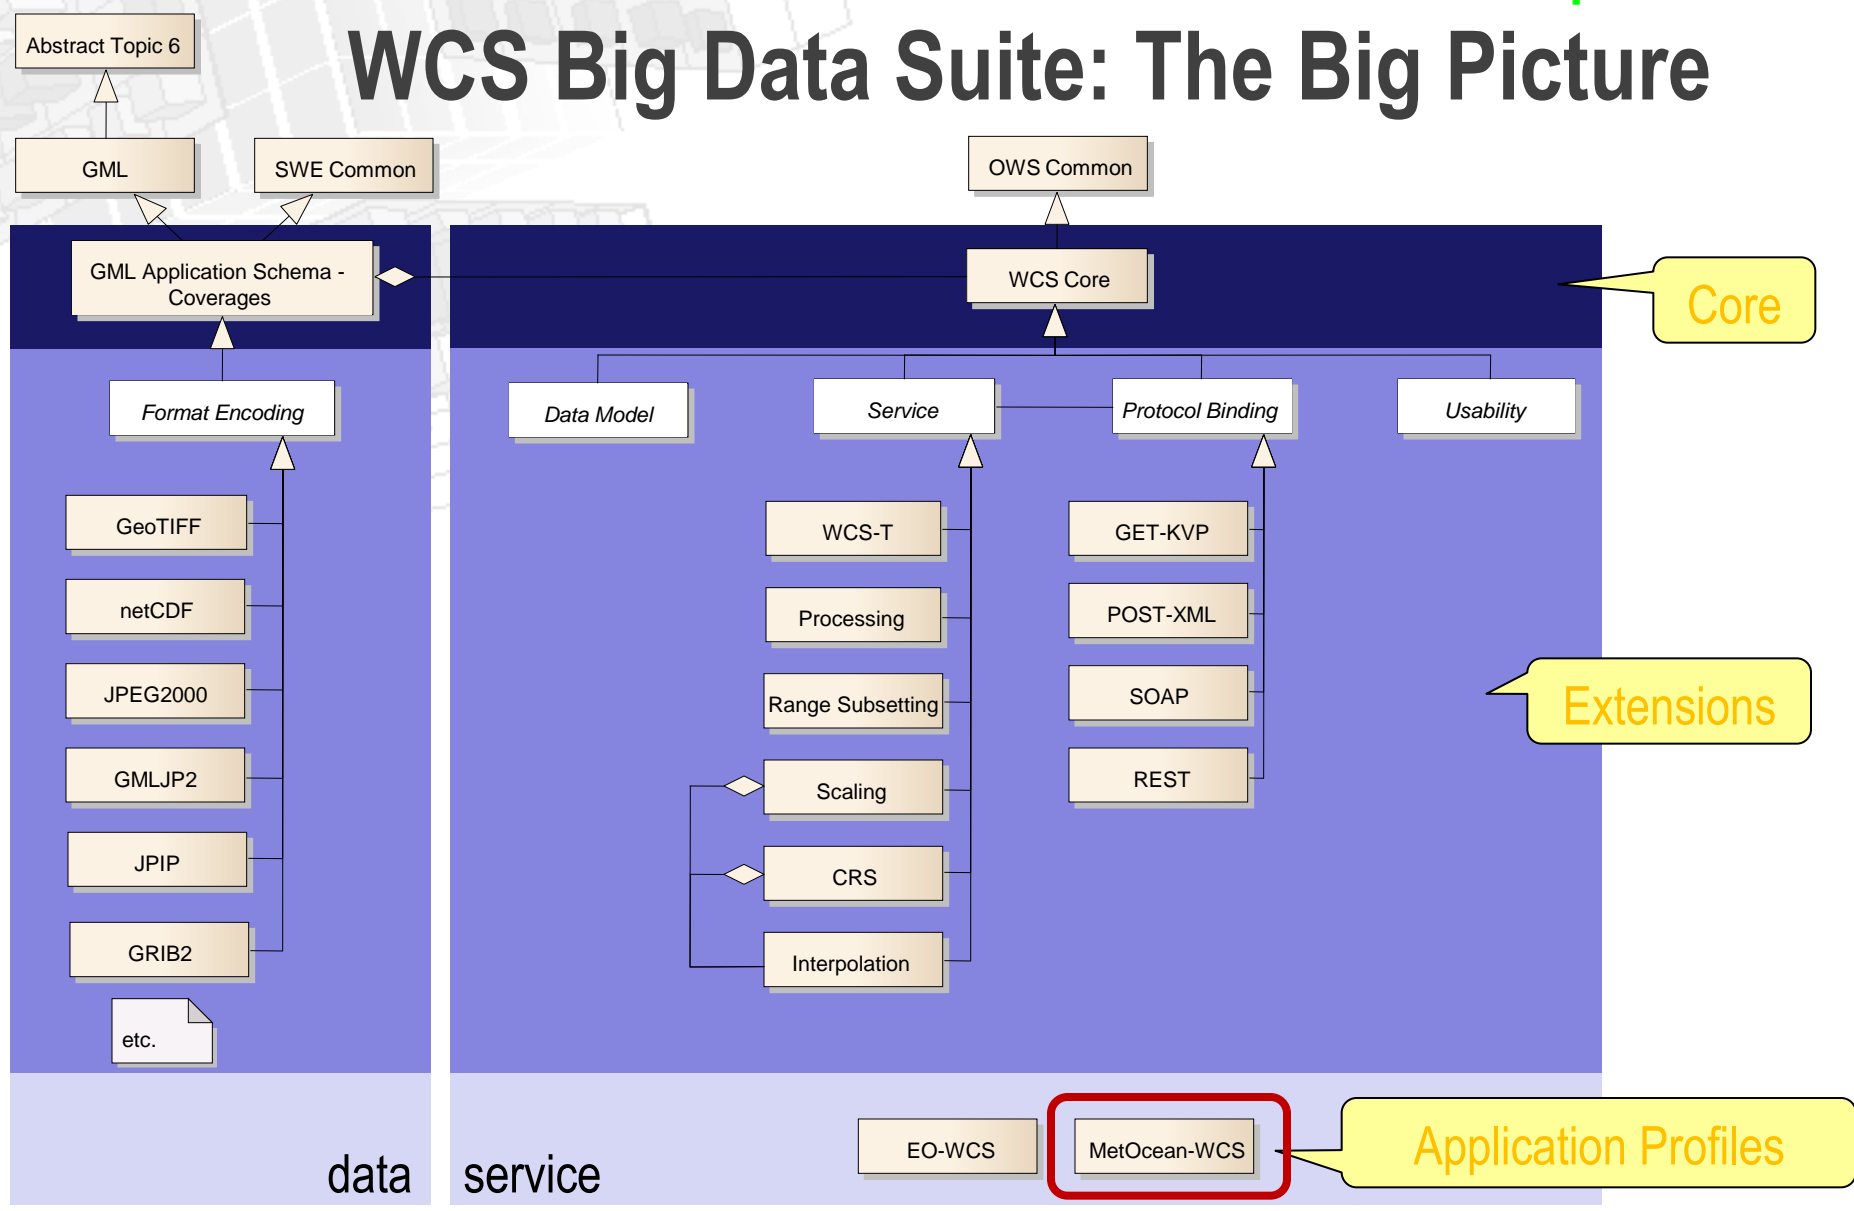 WCS Big Data Suite: The Big Picture
Abstract Topic 6
GML
SWE Common
OWS Common
GML Application Schema -
Coverages
WCS Core
Core
Format Encoding
Data Model
Service
Protocol Binding
Usability
GeoTIFF
netCDF
JPEG2000
GMLJP2
JPIP
GRIB2
etc.
WCS-T
Processing
Range Subsetting
Scaling
CRS
Interpolation
GET-KVP
POST-XML
SOAP
REST
Extensions
EO-WCS
MetOcean-WCS
Application Profiles
data
service